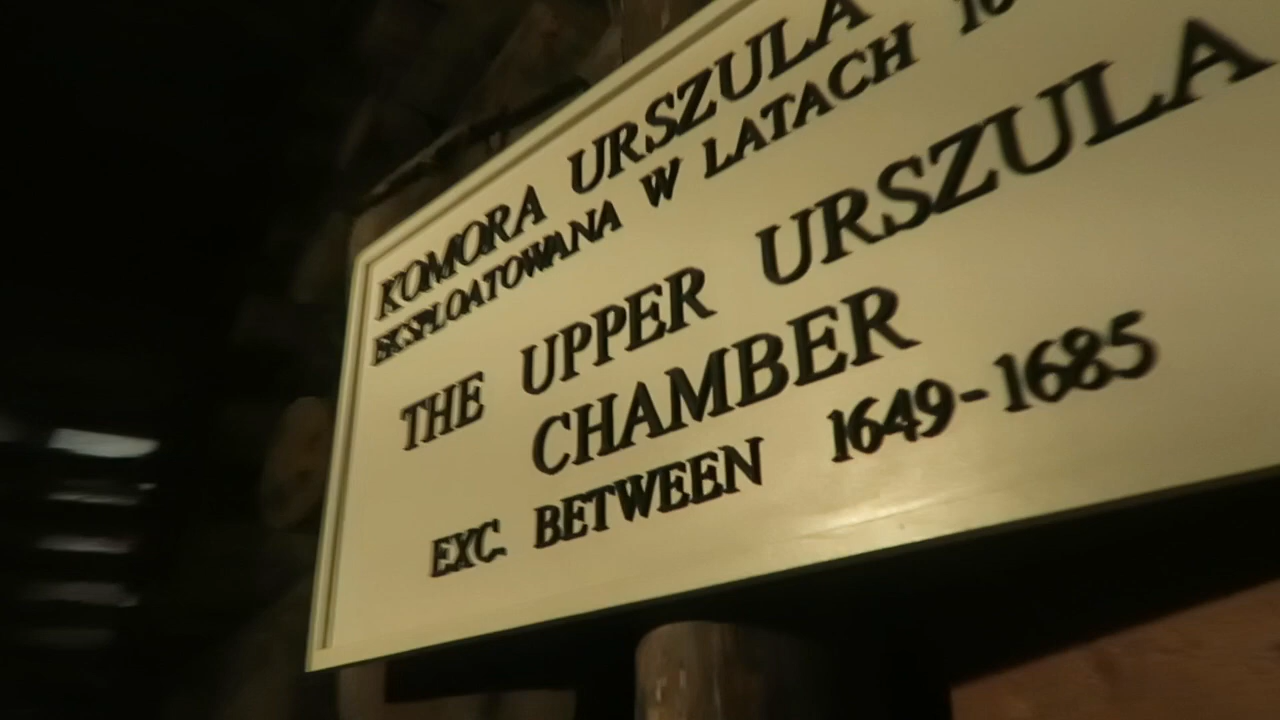 KOMORA URSZULA
EKSPLOATOWANA W LATACH
THE UPPER URSZULA
CHAMBER
EXC. BETWEEN 1649-1685